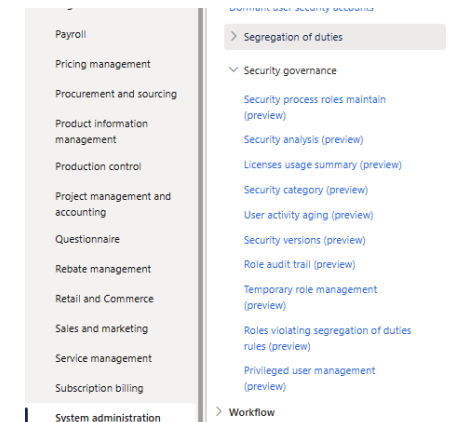 Payroll
Pricing management
Procurement and sourcing
Product information
management
Production control
Project management and
accounting
Questionnaire
Rebate management
Retail and Commerce
Sales and marketing
Service management
Subscription billing
System administration
Dormant user security accounts
Segregation of duties
Security governance
Security process roles maintain
(preview)
Security analysis (preview)
Licenses usage summary (preview)
Security category (preview)
User activity aging (preview)
Security versions (preview)
Role audit trail (preview)
Temporary role management
(preview)
Roles violating segregation of duties
rules (preview)
Privileged user management
(preview)
Workflow